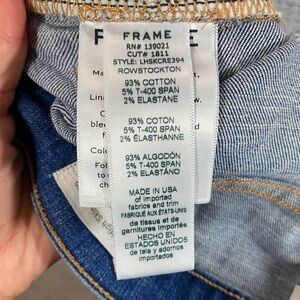 FRAME
RN# 139021
CUT# 1811
STYLE: LHSKCRE394
ROWSTOCKTON
93% COTTON
5% T-400 SPAN
2% ELASTANE
93% COTON
5% T-400 SPAN
2% ÉLASTHANNE
93% ALGODÓN
5% T-400 SPAN
2% ELASTANO
MADE IN USA
of imported
fabrics and trim
FABRIQUÉ AUX ÉTATS-UNIS
de tissus et de
garnitures importés
HECHO EN
ESTADOS UNIDOS
de tela y adornos
importados